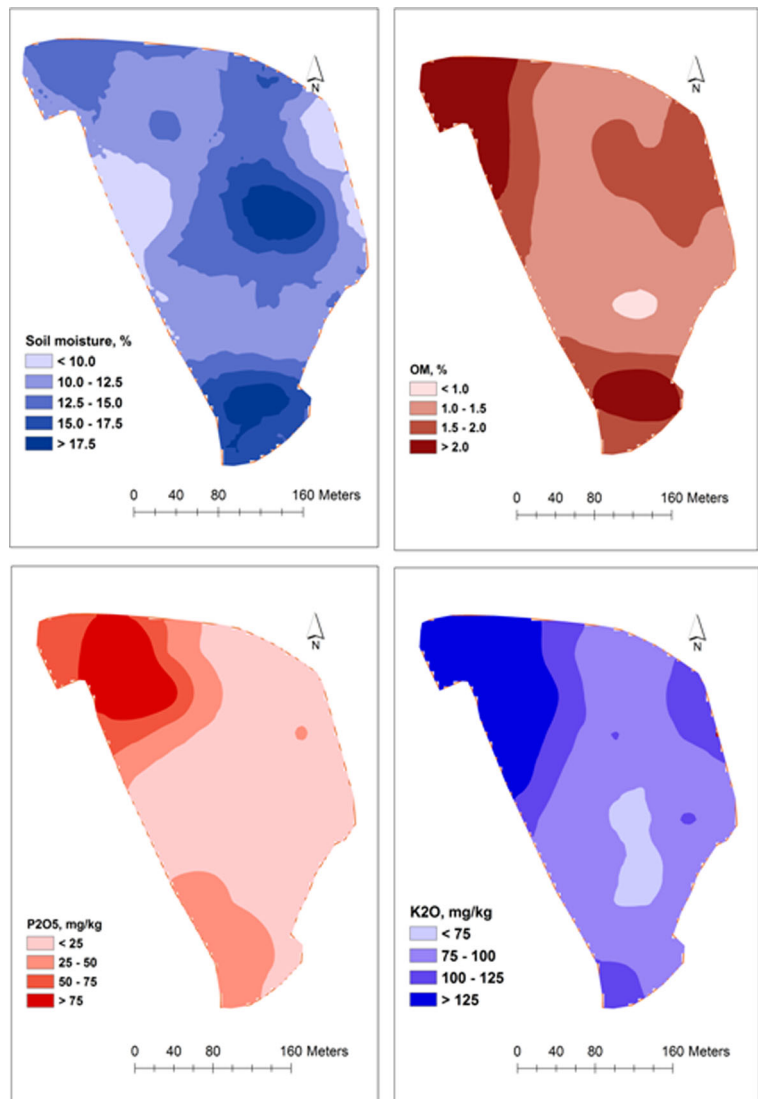 N
Soil moisture, %
< 10.0
10.0 - 12.5
12.5 - 15.0
15.0 - 17.5
> 17.5
0 40 80 160 Meters
N
OM, %
< 1.0
1.0 - 1.5
1.5 - 2.0
> 2.0
0 40 80 160 Meters
N
P2O5, mg/kg
< 25
25 - 50
50 - 75
> 75
0 40 80 160 Meters
N
K2O, mg/kg
< 75
75 - 100
100 - 125
> 125
0 40 80 160 Meters